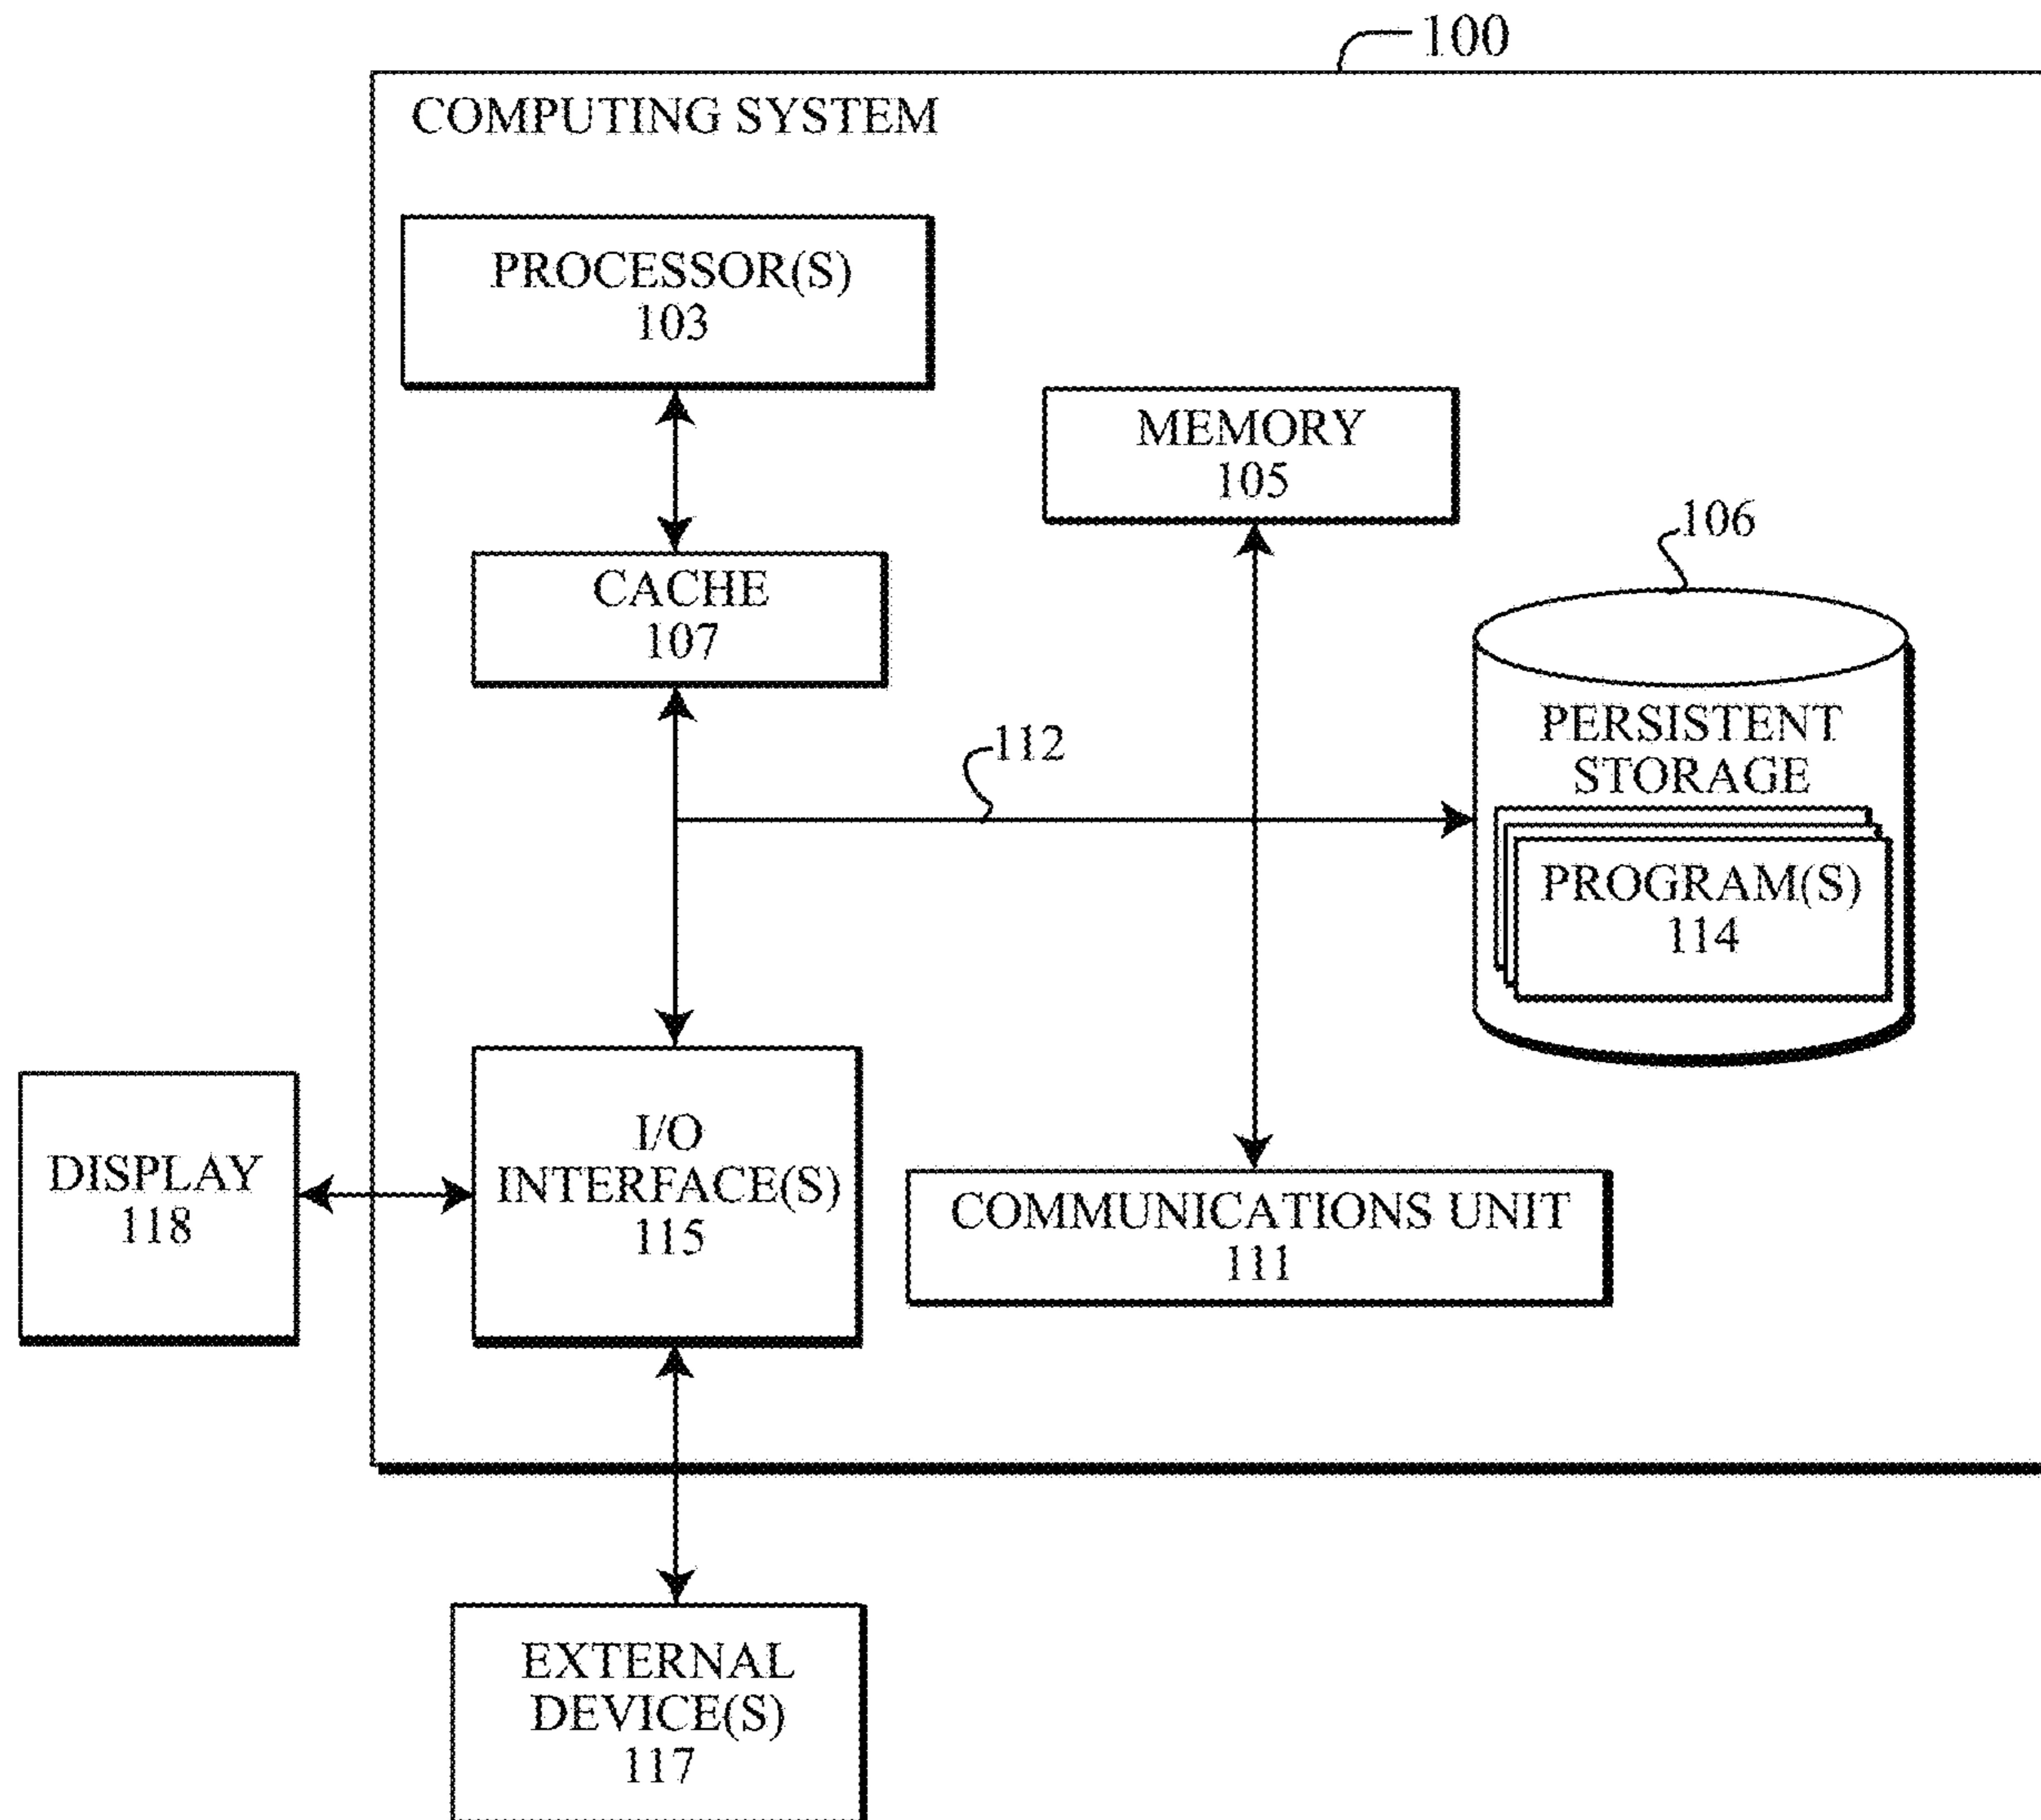 100
COMPUTING SYSTEM
PROCESSOR(S)
103
MEMORY
105
106
CACHE
107
112
PERSISTENT
STORAGE
PROGRAM(S)
114
I/O
INTERFACE(S)
115
DISPLAY
118
COMMUNICATIONS UNIT
111
EXTERNAL
DEVICE(S)
117